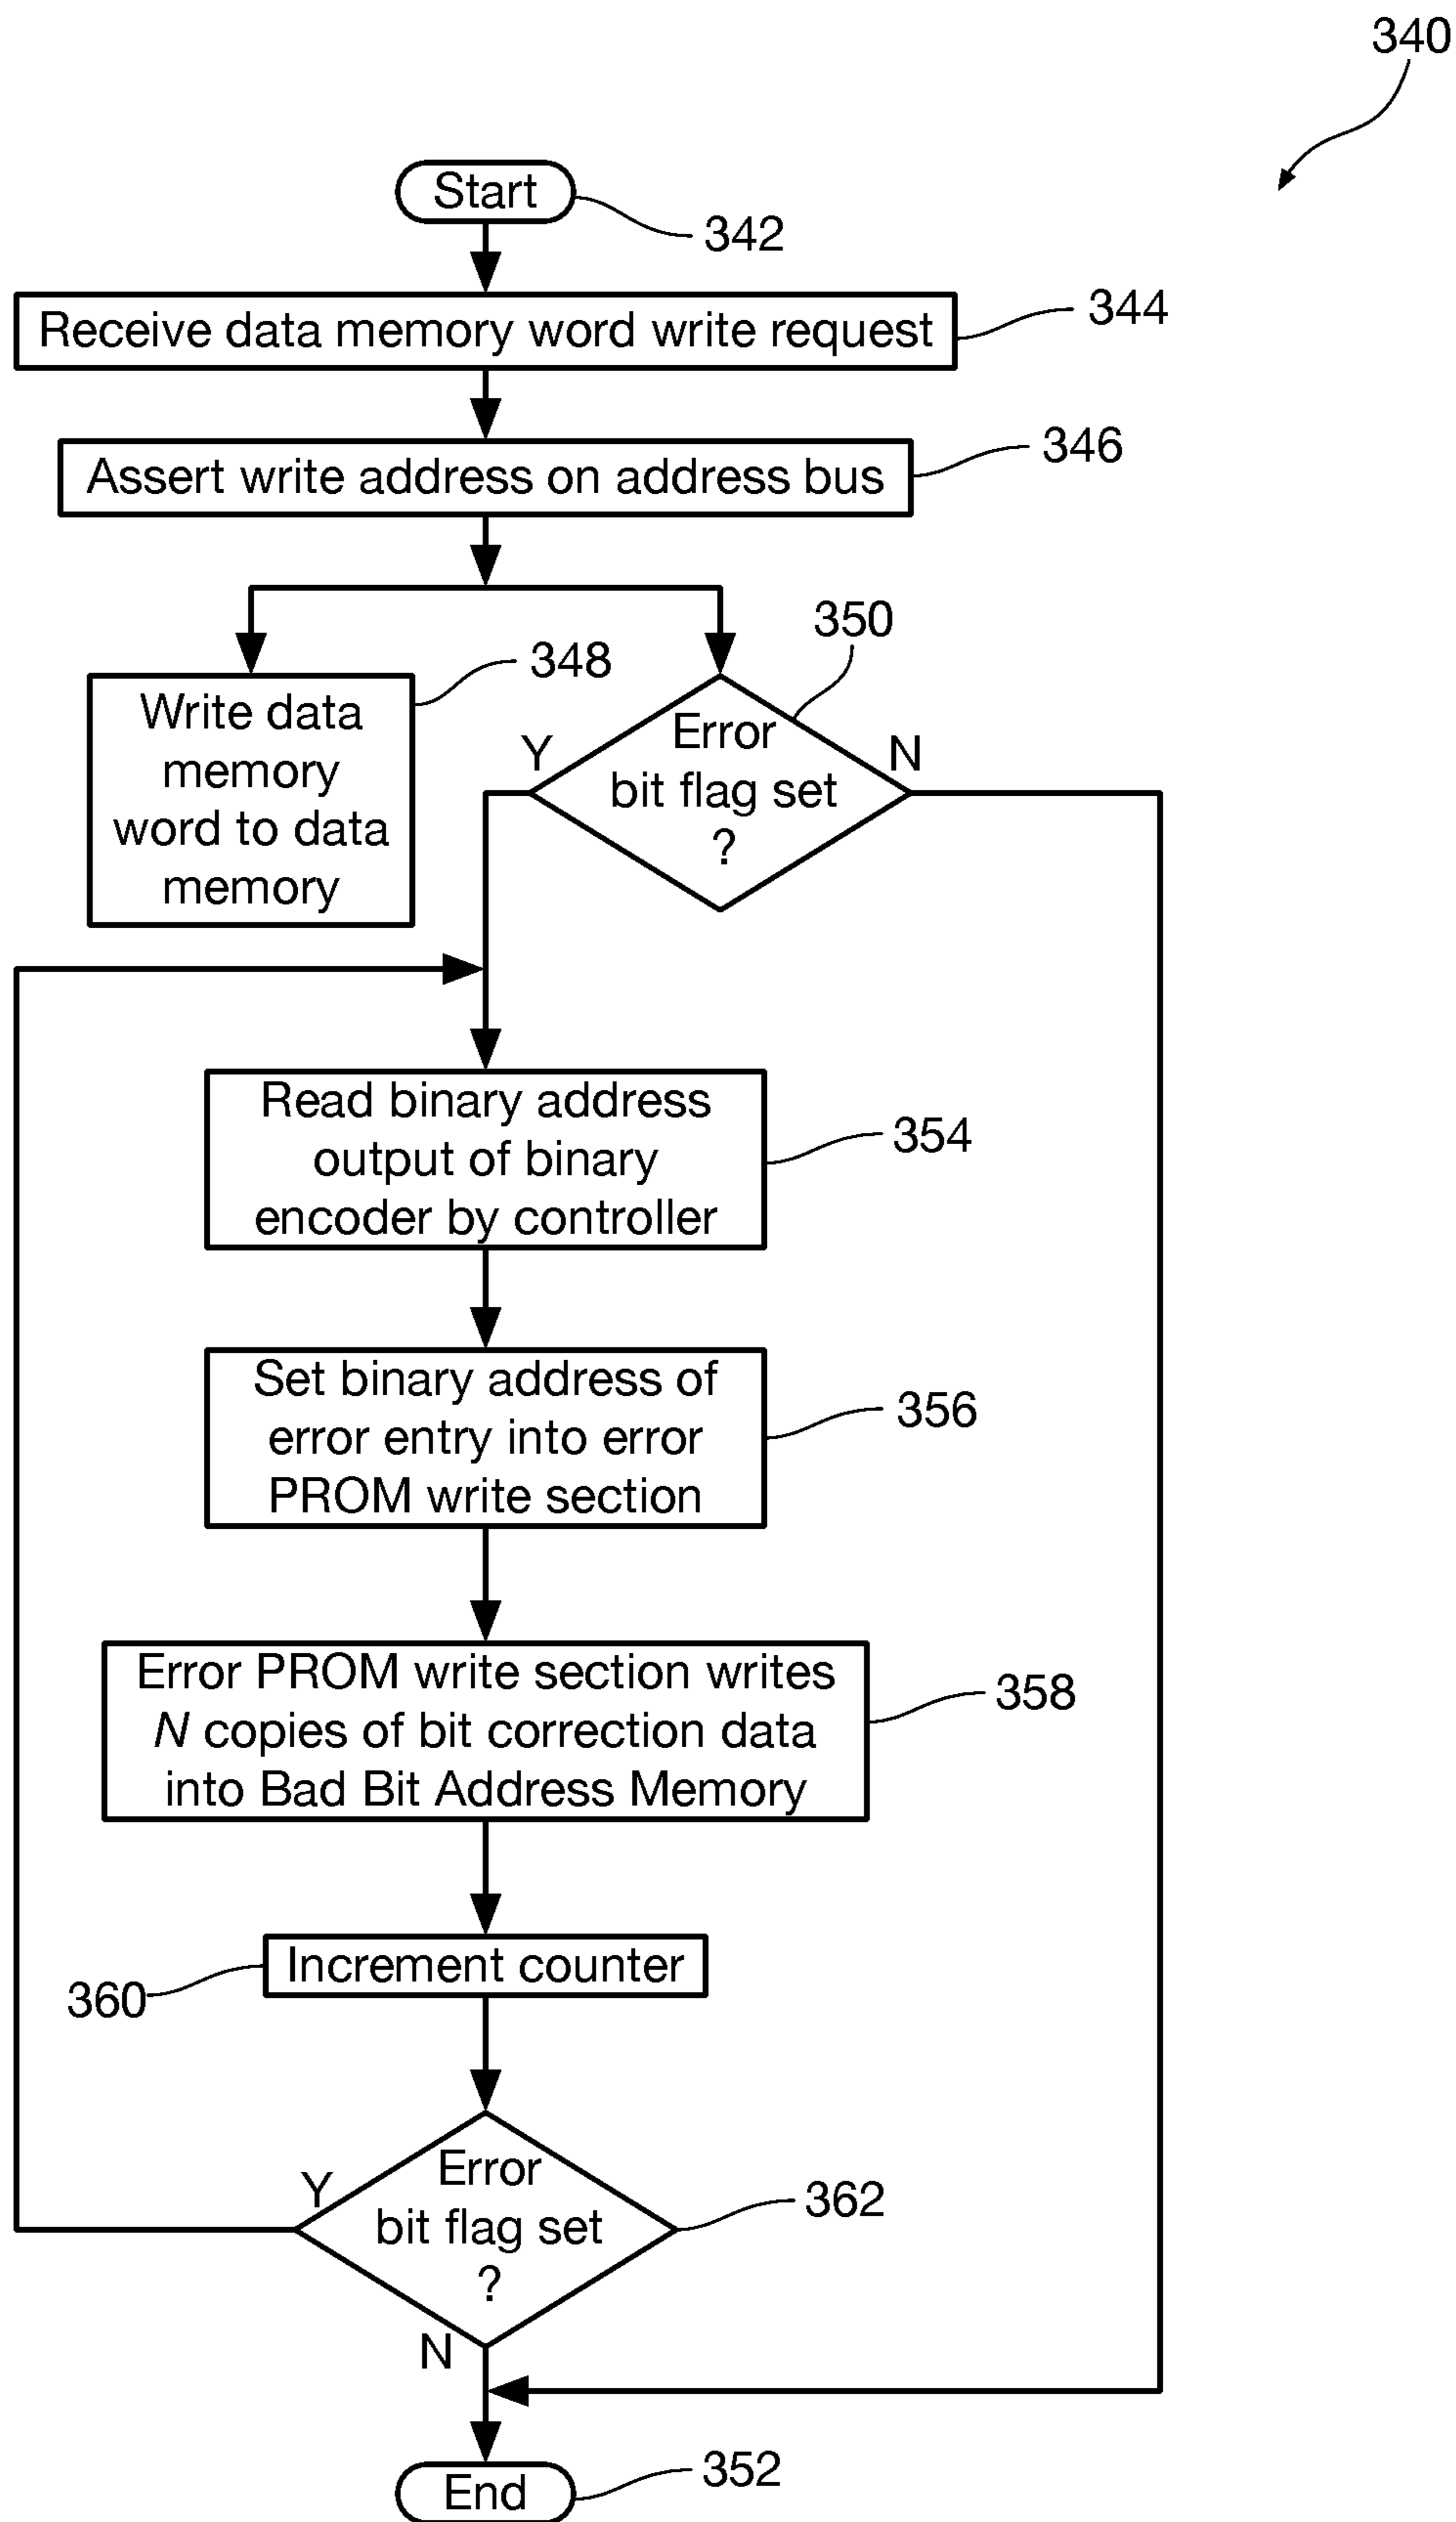 340
Start
342
Receive data memory word write request
344
Assert write address on address bus
346
350
348
Write data
memory
word to data
memory
Y
Error
bit flag set
?
N
Read binary address
output of binary
encoder by controller
354
Set binary address of
error entry into error
PROM write section
356
Error PROM write section writes
N copies of bit correction data
into Bad Bit Address Memory
358
Increment counter
360
Y
Error
bit flag set
?
362
N
End
352